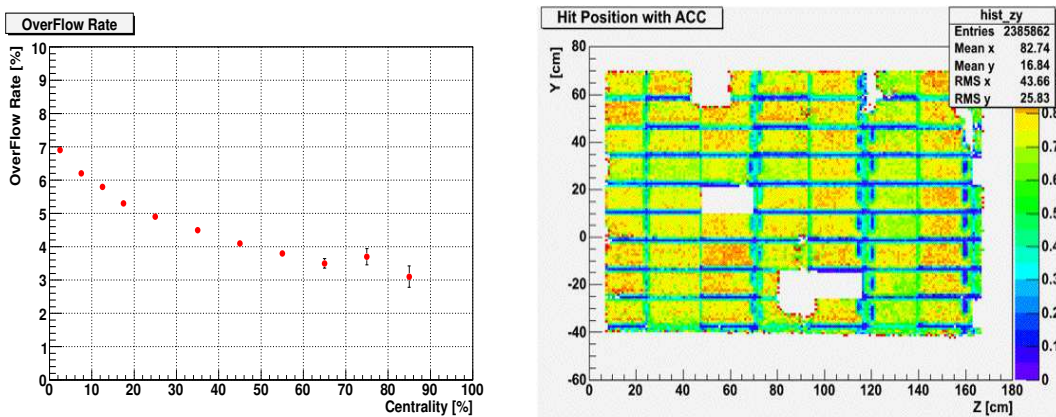 OverFlow Rate
OverFlow Rate [%]
10
9
8
7
6
5
4
3
2
1
0
0 10 20 30 40 50 60 70 80 90 100
Centrality [%]
Hit Position with ACC
hist_zy
Entries 2385862
Mean x 82.74
Mean y 16.84
RMS x 43.66
RMS y 25.83
Y [cm]
80
60
40
20
0
-20
-40
-60
0 20 40 60 80 100 120 140 160 180
Z [cm]
0.8
0.7
0.6
0.5
0.4
0.3
0.2
0.1
0